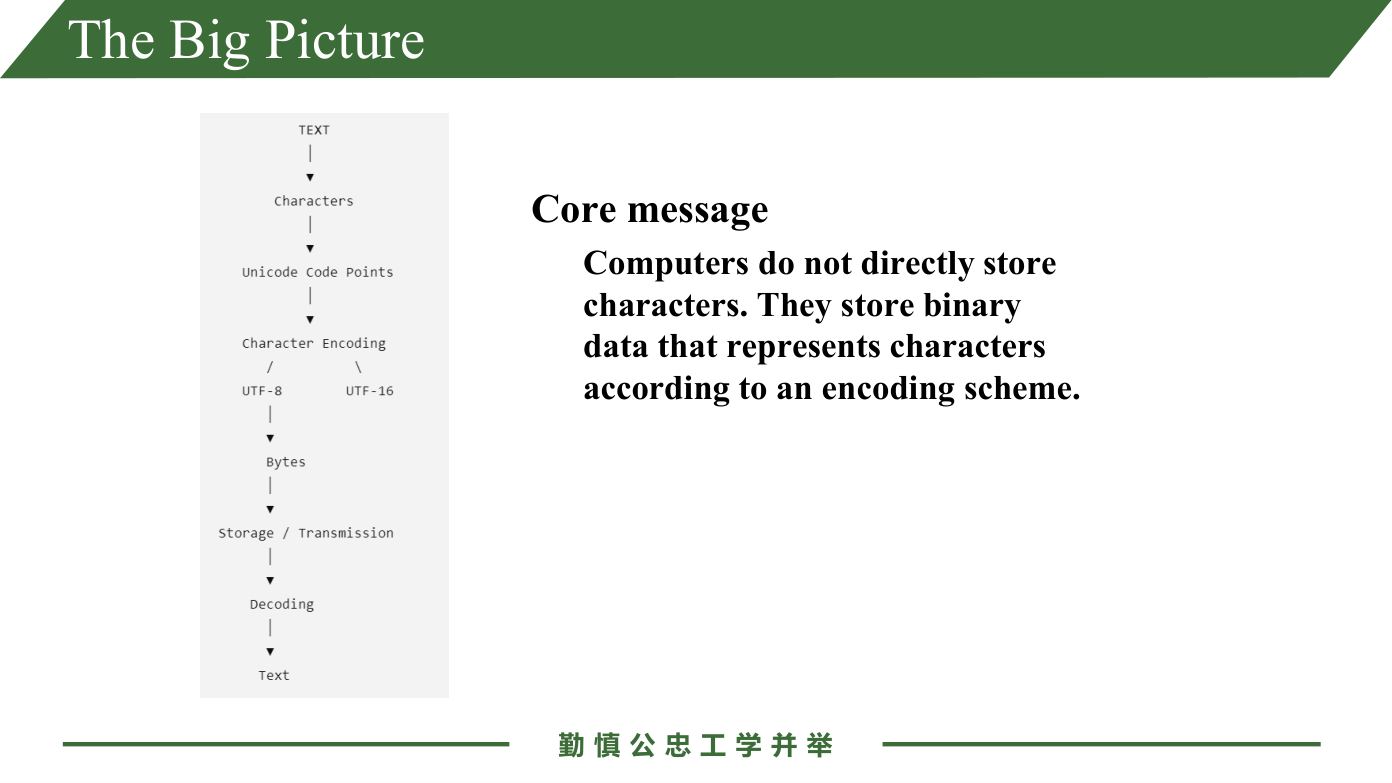 The Big Picture
TEXT
│
▼
Characters
│
▼
Unicode Code Points
│
▼
Character Encoding
/ \
UTF-8 UTF-16
│
▼
Bytes
│
▼
Storage / Transmission
│
▼
Decoding
│
▼
Text
Core message
Computers do not directly store
characters. They store binary
data that represents characters
according to an encoding scheme.
勤慎公忠工学并举